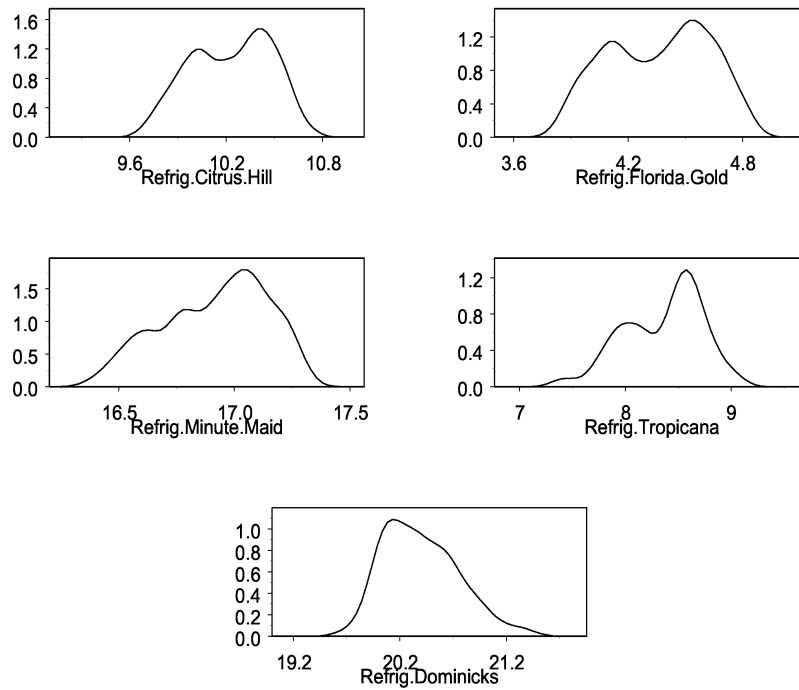 1.6
1.2
0.8
0.4
0.0
9.6 10.2 10.8
Refrig.Citrus.Hill
1.2
0.8
0.4
0.0
3.6 4.2 4.8
Refrig.Florida.Gold
1.5
1.0
0.5
0.0
16.5 17.0 17.5
Refrig.Minute.Maid
1.2
0.8
0.4
0.0
7 8 9
Refrig.Tropicana
1.0
0.8
0.6
0.4
0.2
0.0
19.2 20.2 21.2
Refrig.Dominicks